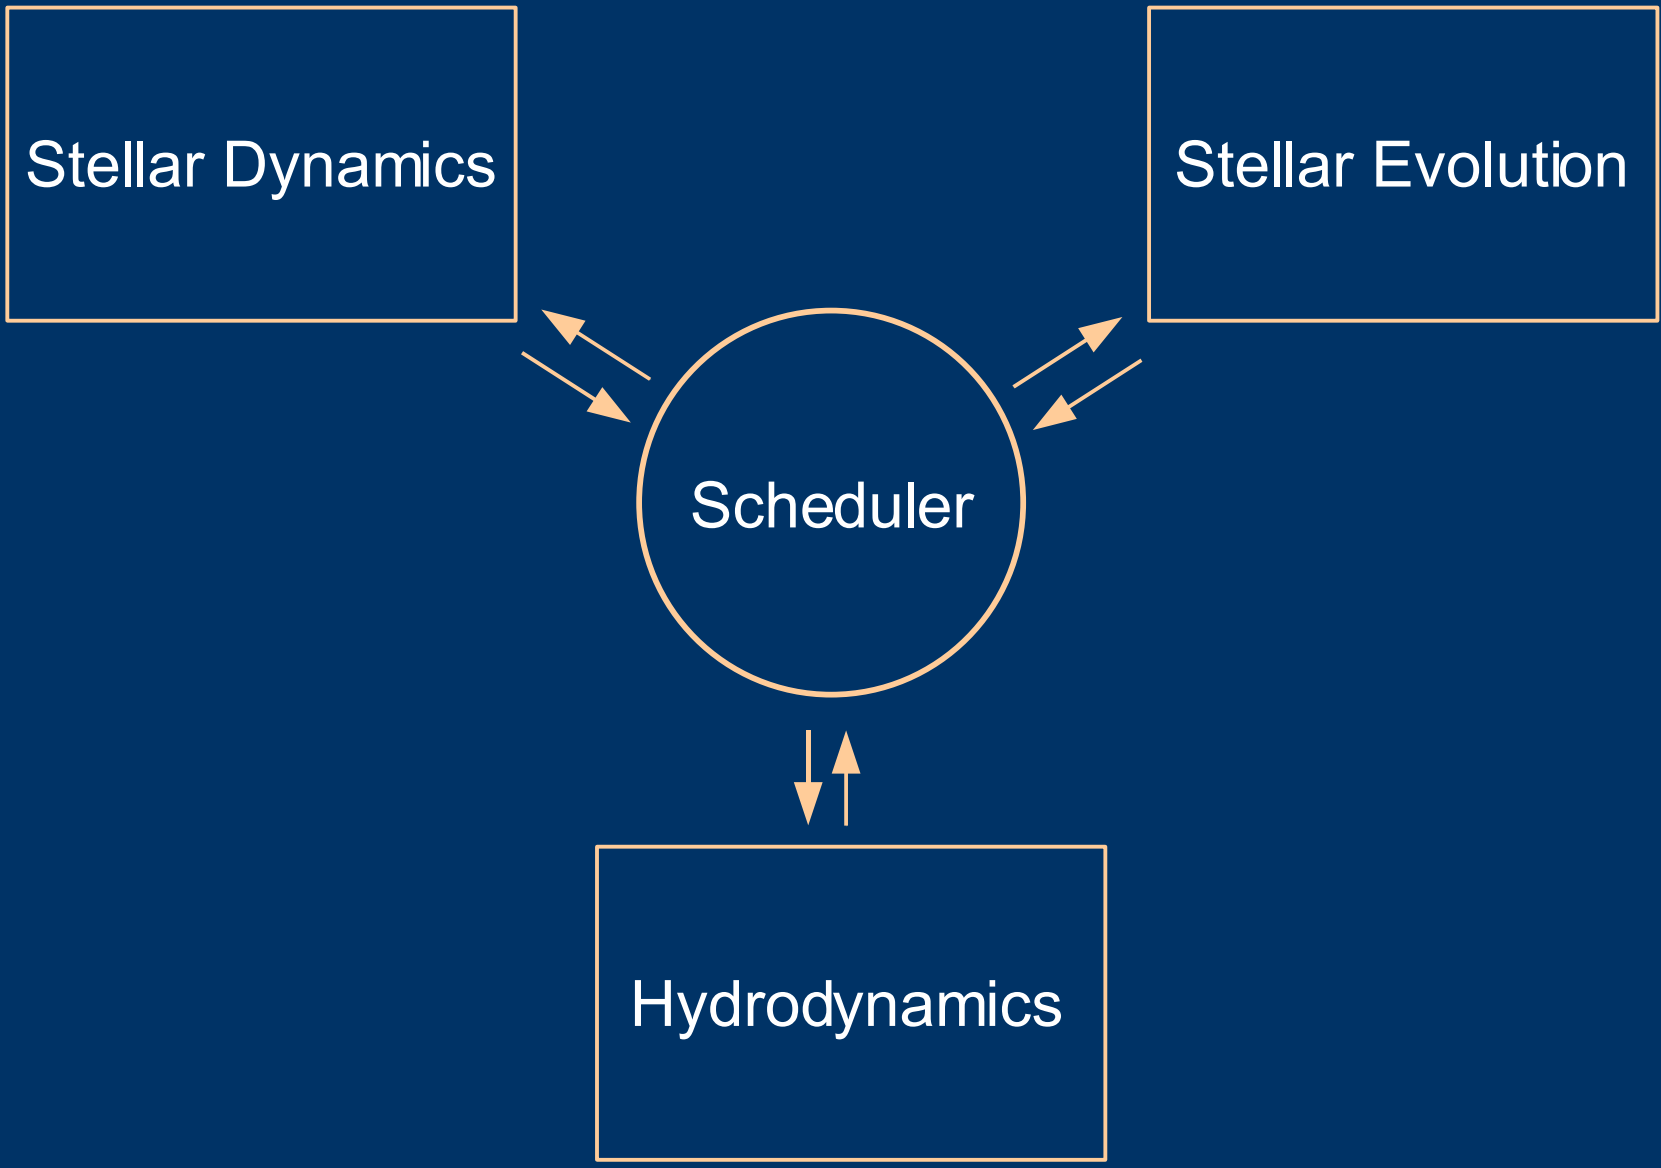 Stellar Dynamics
Stellar Evolution
Scheduler
Hydrodynamics